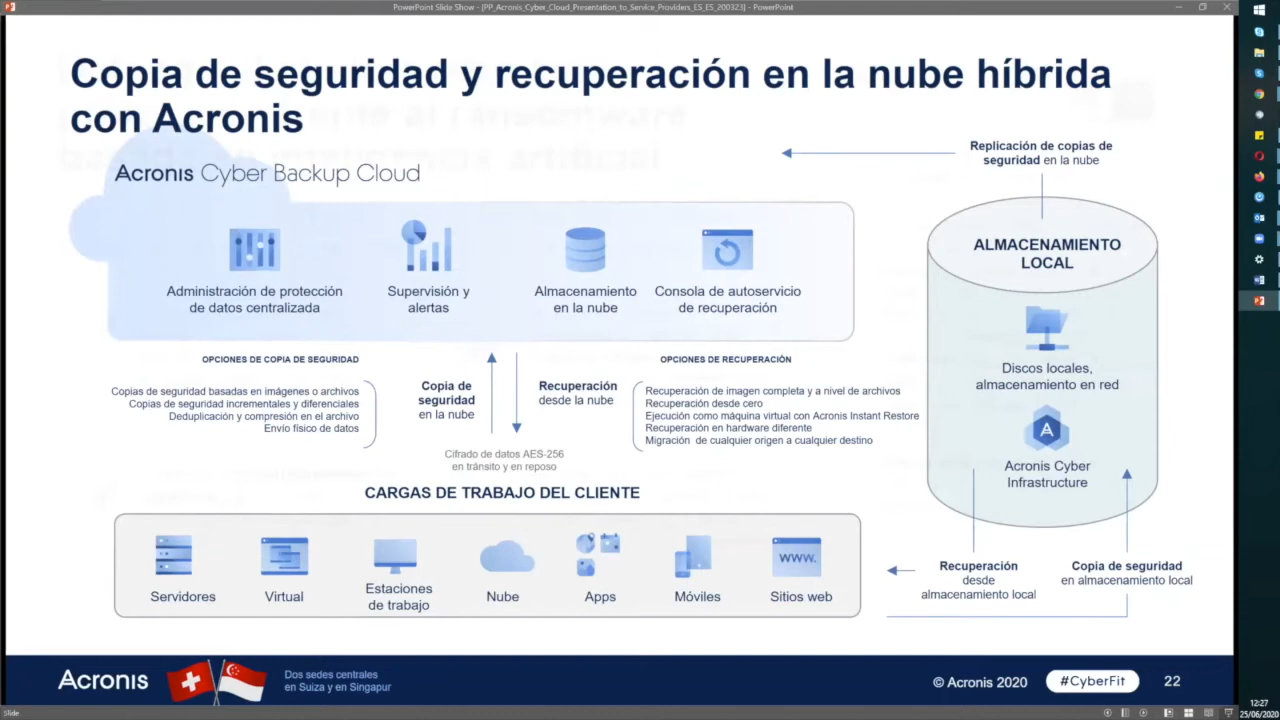 PowerPoint Slide Show - [PP_Acronis_Cyber_Cloud_Presentation_to_Service_Providers_ES_ES_200323] - PowerPoint
Copia de seguridad y recuperación en la nube híbrida
con Acronis
Acronis Cyber Backup Cloud
Administración de protección
de datos centralizada
Supervisión y
alertas
Almacenamiento
en la nube
Consola de autoservicio
de recuperación
Replicación de copias de
seguridad en la nube
ALMACENAMIENTO
LOCAL
Discos locales,
almacenamiento en red
Acronis Cyber
Infrastructure
OPCIONES DE COPIA DE SEGURIDAD
Copias de seguridad basadas en imágenes o archivos
Copias de seguridad incrementales y diferenciales
Deduplicación y compresión en el archivo
Envío físico de datos
Copia de
seguridad
en la nube
Recuperación
desde la nube
OPCIONES DE RECUPERACIÓN
Recuperación de imagen completa y a nivel de archivos
Recuperación desde cero
Ejecución como máquina virtual con Acronis Instant Restore
Recuperación en hardware diferente
Migración de cualquier origen a cualquier destino
Cifrado de datos AES-256
en tránsito y en reposo
CARGAS DE TRABAJO DEL CLIENTE
Servidores
Virtual
Estaciones
de trabajo
Nube
Apps
Móviles
www.
Sitios web
Recuperación
desde
almacenamiento local
Copia de seguridad
en almacenamiento local
Acronis
Dos sedes centrales
en Suiza y en Singapur
© Acronis 2020
#CyberFit
22
Slide
12:27
25/06/2020